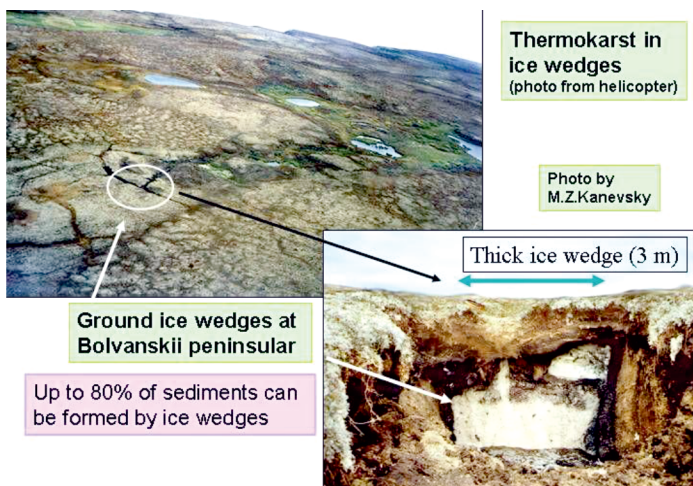 Thermokarst in
ice wedges
(photo from helicopter)
Photo by
M.Z.Kanevsky
Thick ice wedge (3 m)
Ground ice wedges at
Bolvanskii peninsular
Up to 80% of sediments can
be formed by ice wedges